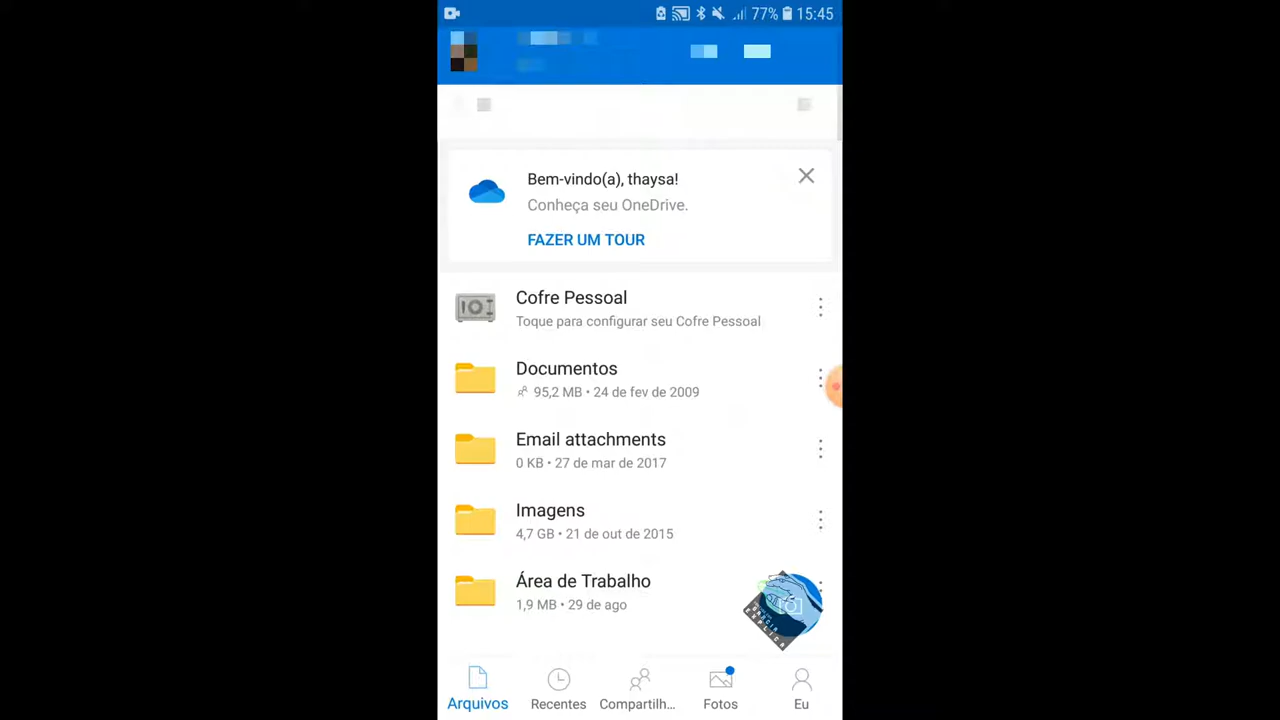 77% 15:45
Bem-vindo(a), thaysa!
Conheça seu OneDrive.
FAZER UM TOUR
Cofre Pessoal
Toque para configurar seu Cofre Pessoal
Documentos
95,2 MB • 24 de fev de 2009
Email attachments
0 KB • 27 de mar de 2017
Imagens
4,7 GB • 21 de out de 2015
Área de Trabalho
1,9 MB • 29 de ago
GARCIA
EXPLICA
Arquivos
Recentes
Compartilh...
Fotos
Eu